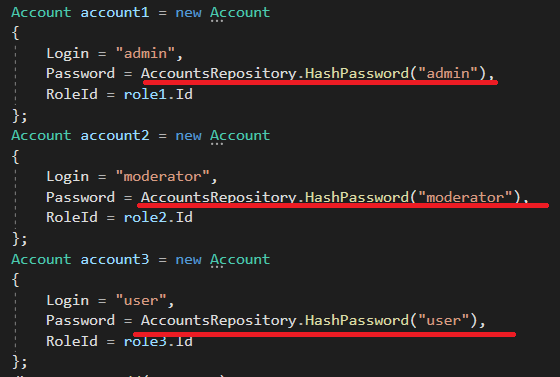 Account account1 = new Account
{
Login = "admin",
Password = AccountsRepository.HashPassword("admin"),
RoleId = role1.Id
};
Account account2 = new Account
{
Login = "moderator",
Password = AccountsRepository.HashPassword("moderator"),
RoleId = role2.Id
};
Account account3 = new Account
{
Login = "user",
Password = AccountsRepository.HashPassword("user"),
RoleId = role3.Id
};